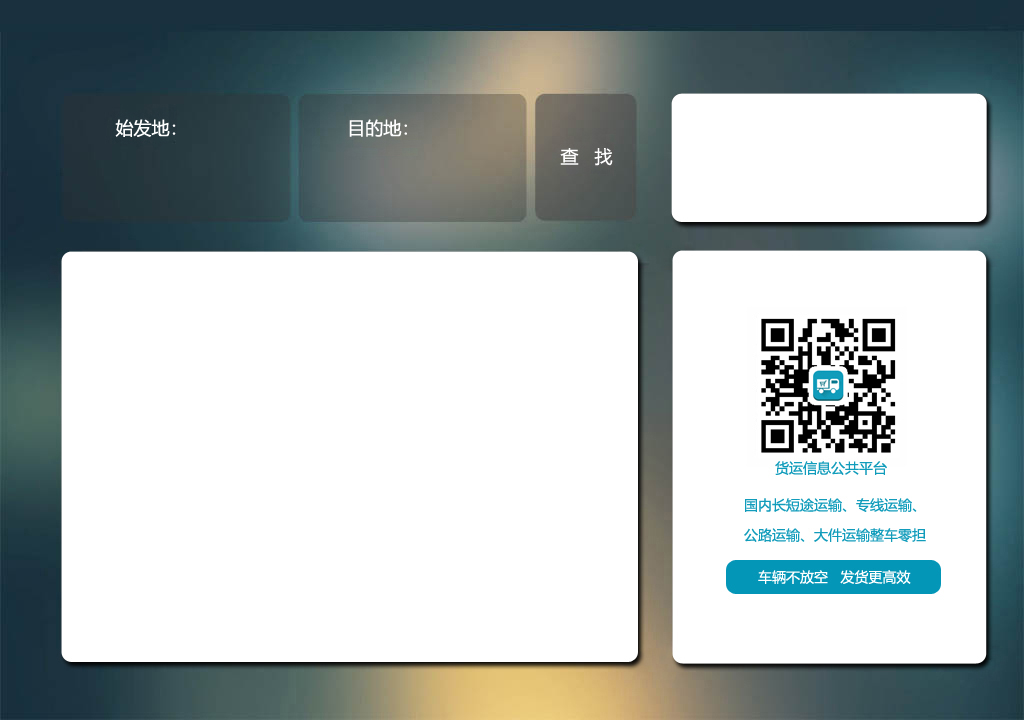 始发地：
目的地：
查 找
货运信息公共平台
国内长短途运输、专线运输、
公路运输、大件运输整车零担
车辆不放空 发货更高效